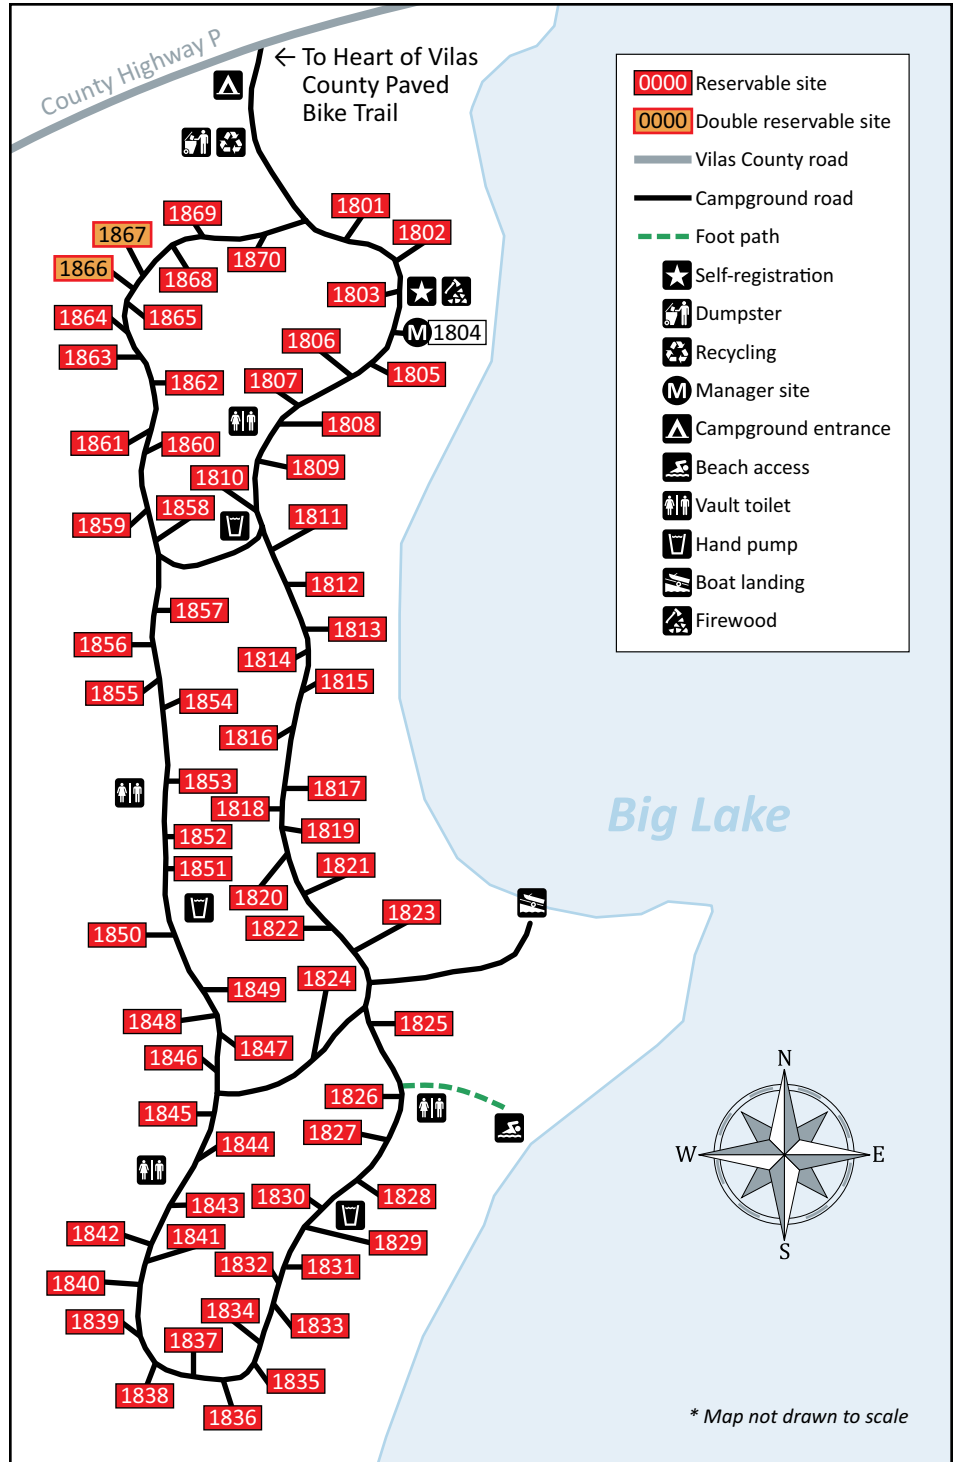 County Highway P
← To Heart of Vilas
County Paved
Bike Trail
0000 Reservable site
0000 Double reservable site
Vilas County road
Campground road
Foot path
Self-registration
Dumpster
Recycling
M Manager site
Campground entrance
Beach access
Vault toilet
Hand pump
Boat landing
Firewood
1801
1869
1802
1867
1870
1866
1868
1803
1864
1865
M 1804
1806
1863
1805
1862
1807
1808
1861
1860
1809
1810
1858
1811
1859
1812
1857
1813
1856
1814
1815
1855
1854
1816
1853
1817
1818
Big Lake
1819
1852
1821
1851
1820
1823
1822
1850
1824
1849
1848
1825
1847
1846
N
1826
1845
1827
1844
W
E
1830
1828
1843
1842
1841
1829
S
1832
1831
1840
1834
1839
1833
1837
1835
1838
1836
* Map not drawn to scale